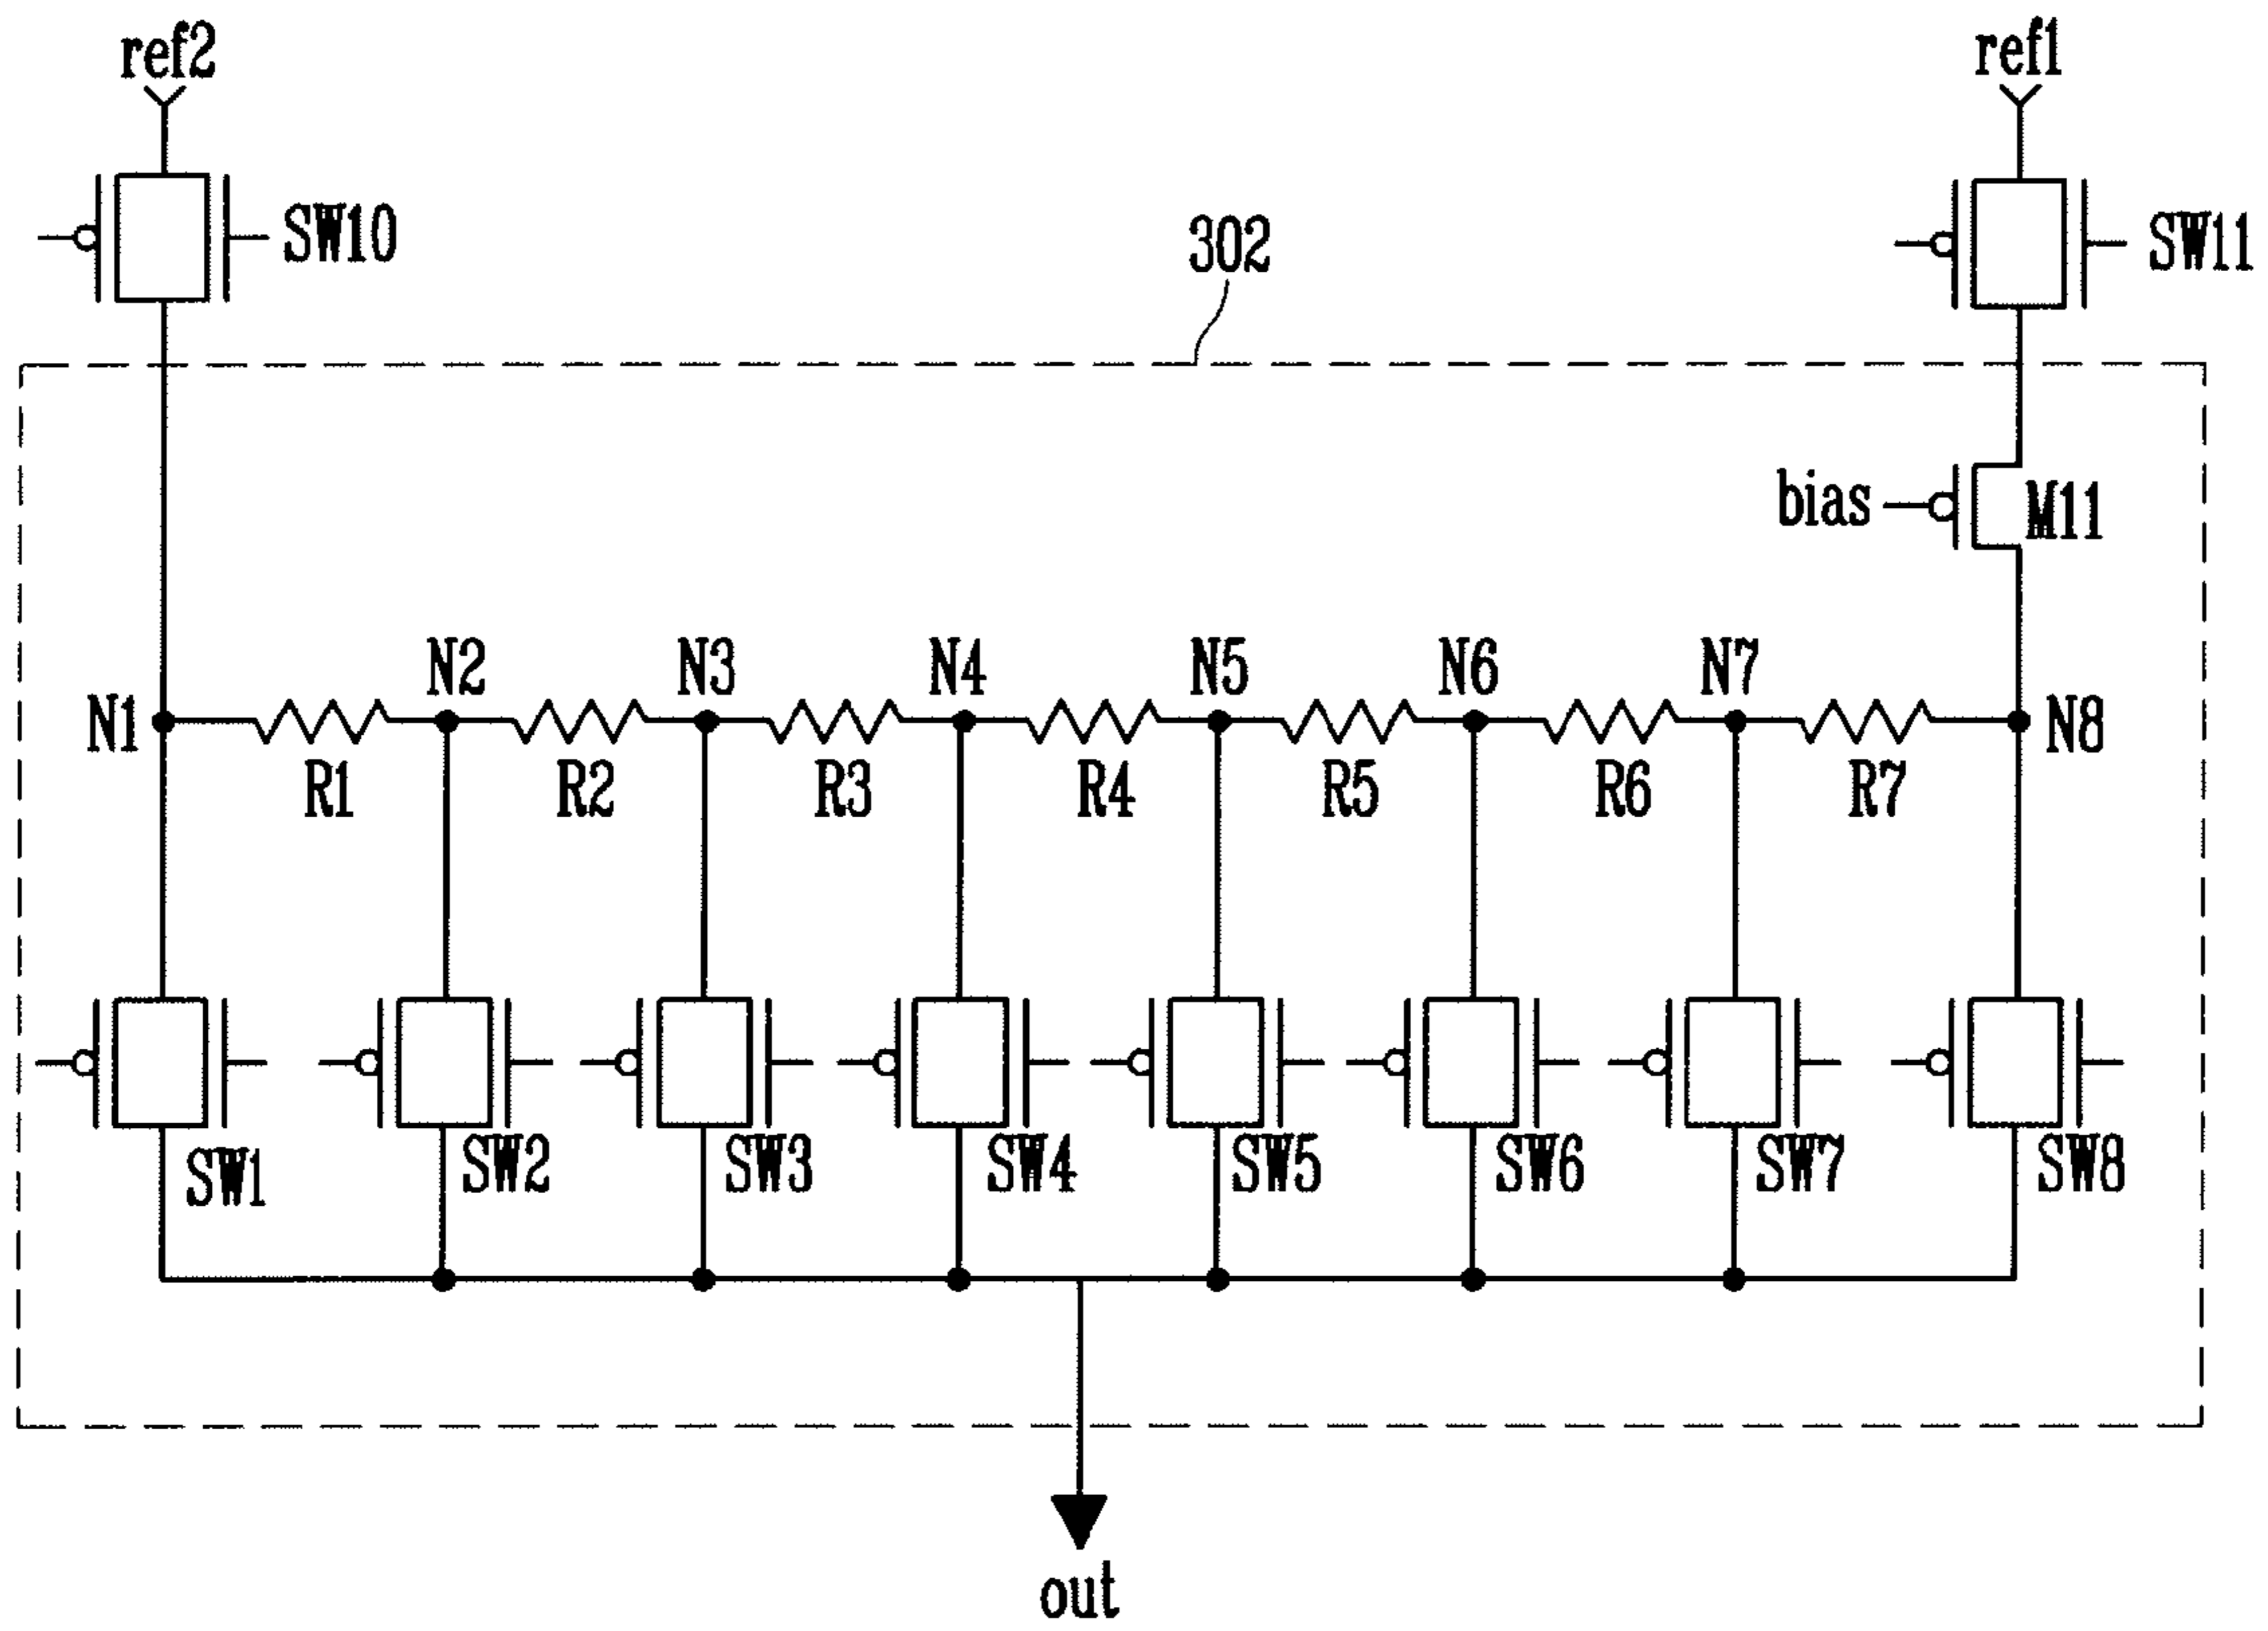 ref2
ref1
SW10
SW11
302
bias
M11
N1
N2
N3
N4
N5
N6
N7
N8
R1
R2
R3
R4
R5
R6
R7
SW1
SW2
SW3
SW4
SW5
SW6
SW7
SW8
out